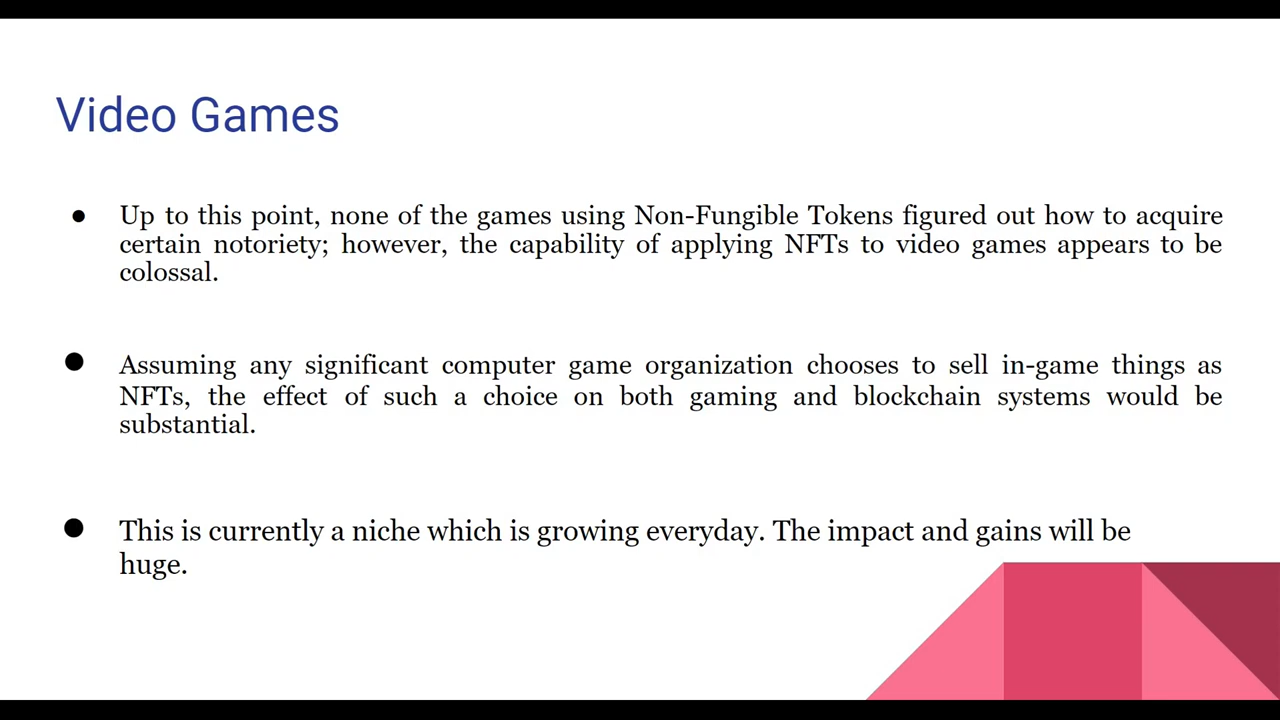 Video Games
● Up to this point, none of the games using Non-Fungible Tokens figured out how to acquire
certain notoriety; however, the capability of applying NFTs to video games appears to be
colossal.
● Assuming any significant computer game organization chooses to sell in-game things as
NFTs, the effect of such a choice on both gaming and blockchain systems would be
substantial.
● This is currently a niche which is growing everyday. The impact and gains will be
huge.